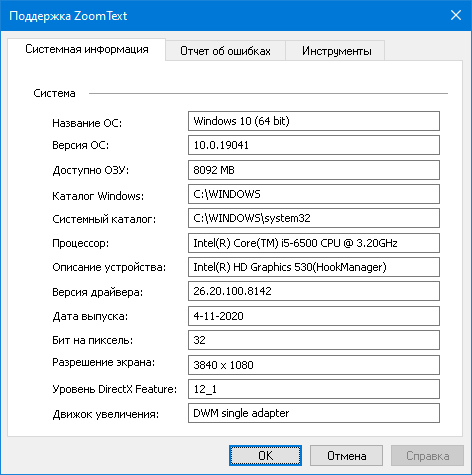 Поддержка ZoomText
Системная информация
Отчет об ошибках
Инструменты
Система
Название ОС: Windows 10 (64 bit)
Версия ОС: 10.0.19041
Доступно ОЗУ: 8092 MB
Каталог Windows: C:\WINDOWS
Системный каталог: C:\WINDOWS\system32
Процессор: Intel(R) Core(TM) i5-6500 CPU @ 3.20GHz
Описание устройства: Intel(R) HD Graphics 530(HookManager)
Версия драйвера: 26.20.100.8142
Дата выпуска: 4-11-2020
Бит на пиксель: 32
Разрешение экрана: 3840 x 1080
Уровень DirectX Feature: 12_1
Движок увеличения: DWM single adapter
OK
Отмена
Справка